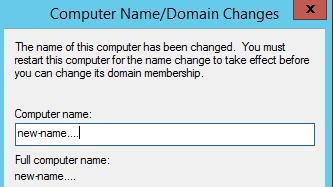 Computer Name/Domain Changes
x
The name of this computer has been changed.  You must
restart this computer for the name change to take effect before
you can change its domain membership.
Computer name:
new-name....
Full computer name:
new-name....